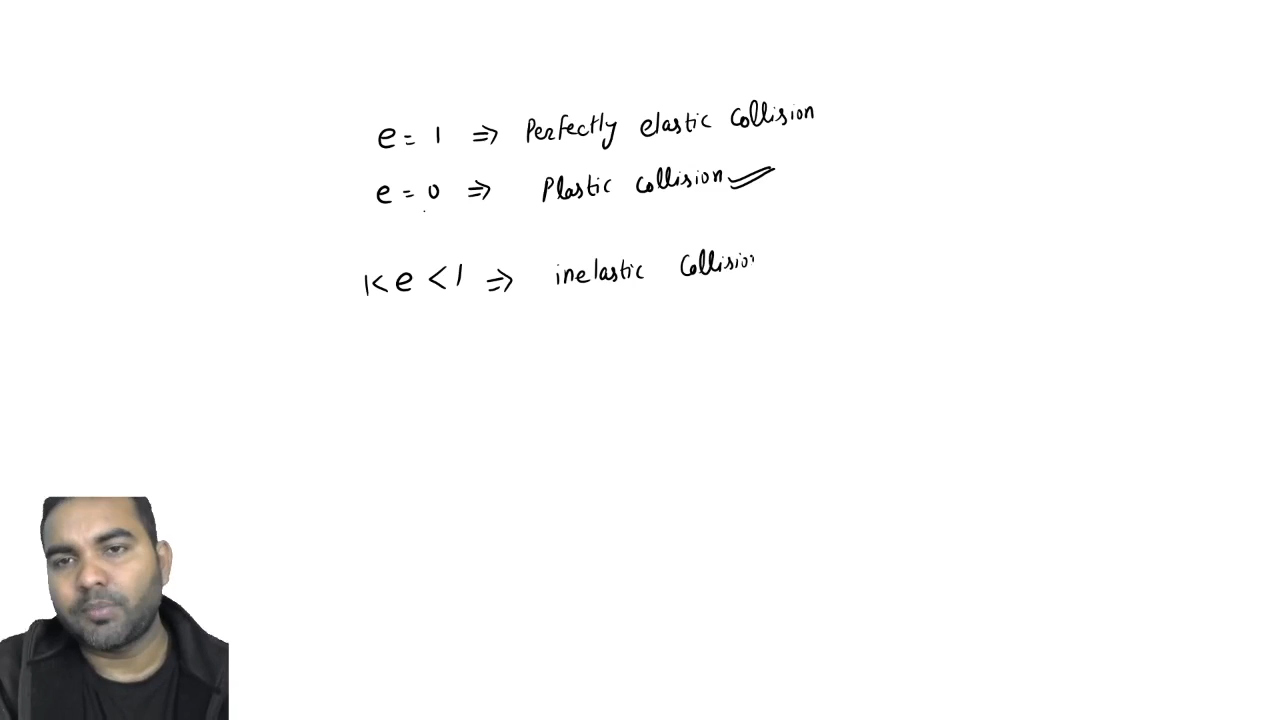 e = 1 ⇒ Perfectly elastic collision
e = 0 ⇒ Plastic collision
1< e < 1 ⇒ inelastic collision